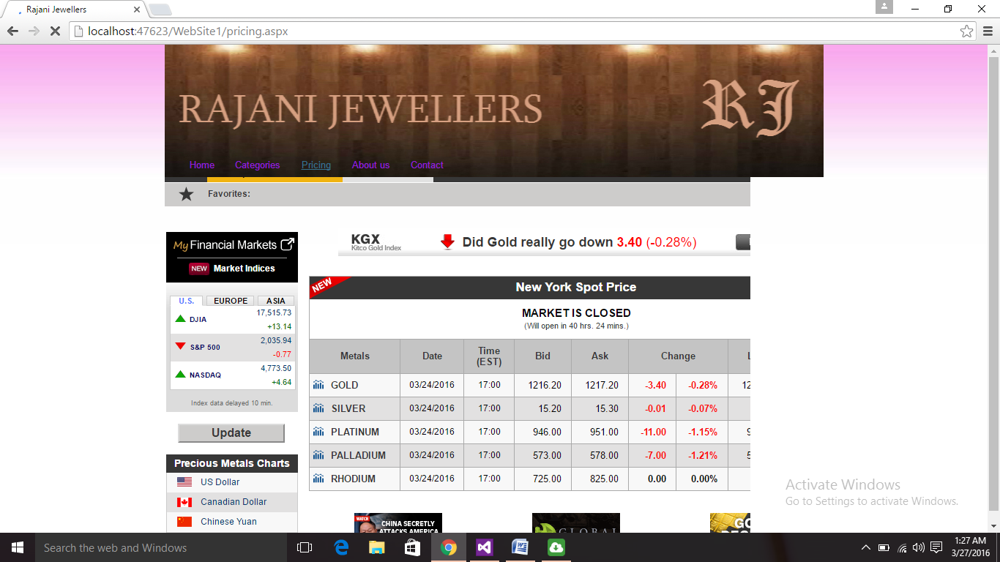 Rajani Jewellers
localhost:47623/WebSite1/pricing.aspx
RAJANI JEWELLERS
RJ
Home Categories Pricing About us Contact
Favorites:
My Financial Markets
NEW Market Indices
U.S. EUROPE ASIA
DJIA 17,515.73
+13.14
S&P 500 2,035.94
-0.77
NASDAQ 4,773.50
+4.64
Index data delayed 10 min.
Update
Precious Metals Charts
US Dollar
Canadian Dollar
Chinese Yuan
KGX
Kitco Gold Index
Did Gold really go down 3.40 (-0.28%)
NEW
New York Spot Price
MARKET IS CLOSED
(Will open in 40 hrs. 24 mins.)
Metals Date Time (EST) Bid Ask Change
GOLD 03/24/2016 17:00 1216.20 1217.20 -3.40 -0.28% 12
SILVER 03/24/2016 17:00 15.20 15.30 -0.01 -0.07%
PLATINUM 03/24/2016 17:00 946.00 951.00 -11.00 -1.15% 9
PALLADIUM 03/24/2016 17:00 573.00 578.00 -7.00 -1.21% 5
RHODIUM 03/24/2016 17:00 725.00 825.00 0.00 0.00%
WATCH
CHINA SECRETLY
ATTACKS AMERICA
GLOBAL
Activate Windows
Go to Settings to activate Windows.
Search the web and Windows
1:27 AM
3/27/2016